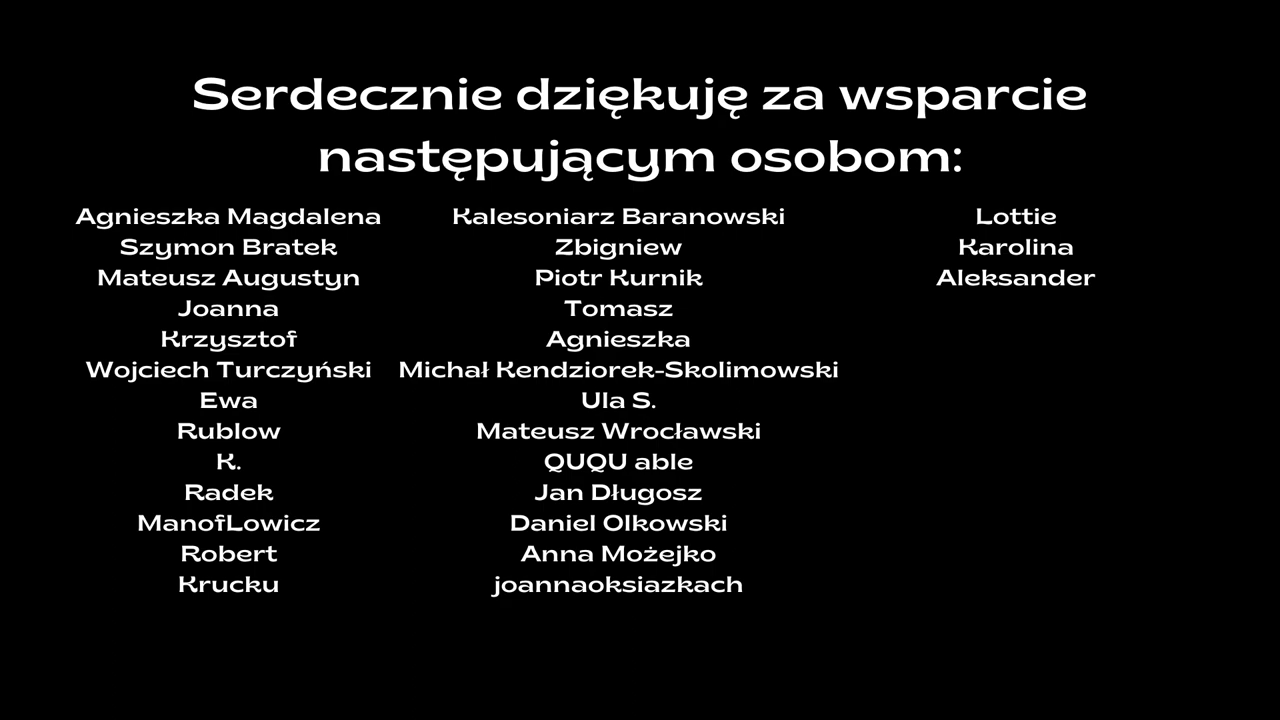 Serdecznie dziękuję za wsparcie
następującym osobom:
Agnieszka Magdalena
Szymon Bratek
Mateusz Augustyn
Joanna
Krzysztof
Wojciech Turczyński
Ewa
Rublow
K.
Radek
ManofLowicz
Robert
Krucku
Kalesoniarz Baranowski
Zbigniew
Piotr Kurnik
Tomasz
Agnieszka
Michał Kendziorek-Skolimowski
Ula S.
Mateusz Wrocławski
QUQU able
Jan Długosz
Daniel Olkowski
Anna Możejko
joannaoksiazkach
Lottie
Karolina
Aleksander